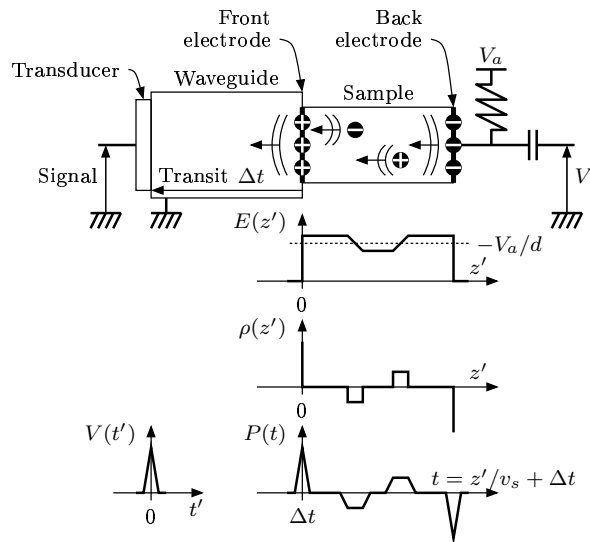 Front
electrode
Back
electrode
Transducer
Waveguide
Sample
V_a
Signal
Transit Δt
V
E(z′)
−V_a/d
z′
0
ρ(z′)
z′
0
V(t′)
P(t)
t = z′/v_s + Δt
0
t′
Δt